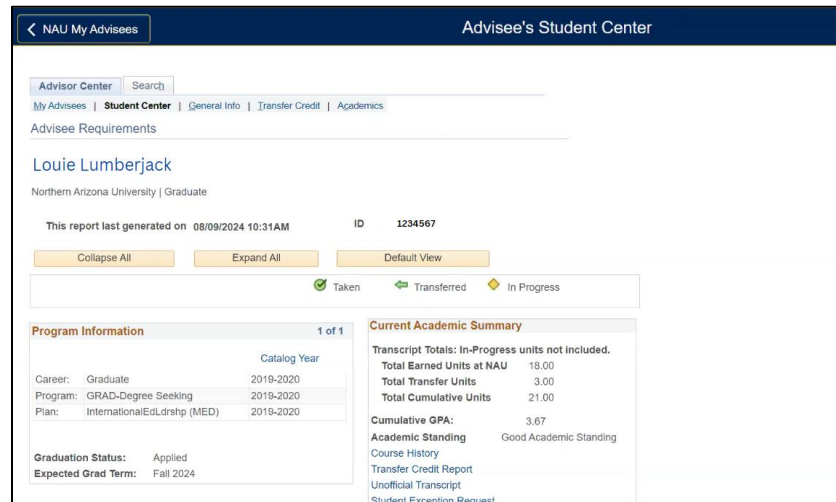 NAU My Advisees
Advisee's Student Center
Advisor Center Search
My Advisees | Student Center | General Info | Transfer Credit | Academics
Advisee Requirements
Louie Lumberjack
Northern Arizona University | Graduate
This report last generated on 08/09/2024 10:31AM ID 1234567
Collapse All Expand All Default View
Taken Transferred In Progress
Program Information 1 of 1
Catalog Year
Career: Graduate 2019-2020
Program: GRAD-Degree Seeking 2019-2020
Plan: InternationalEdLdrshp (MED) 2019-2020
Graduation Status: Applied
Expected Grad Term: Fall 2024
Current Academic Summary
Transcript Totals: In-Progress units not included.
Total Earned Units at NAU 18.00
Total Transfer Units 3.00
Total Cumulative Units 21.00
Cumulative GPA: 3.67
Academic Standing Good Academic Standing
Course History
Transfer Credit Report
Unofficial Transcript
Student Exception Request